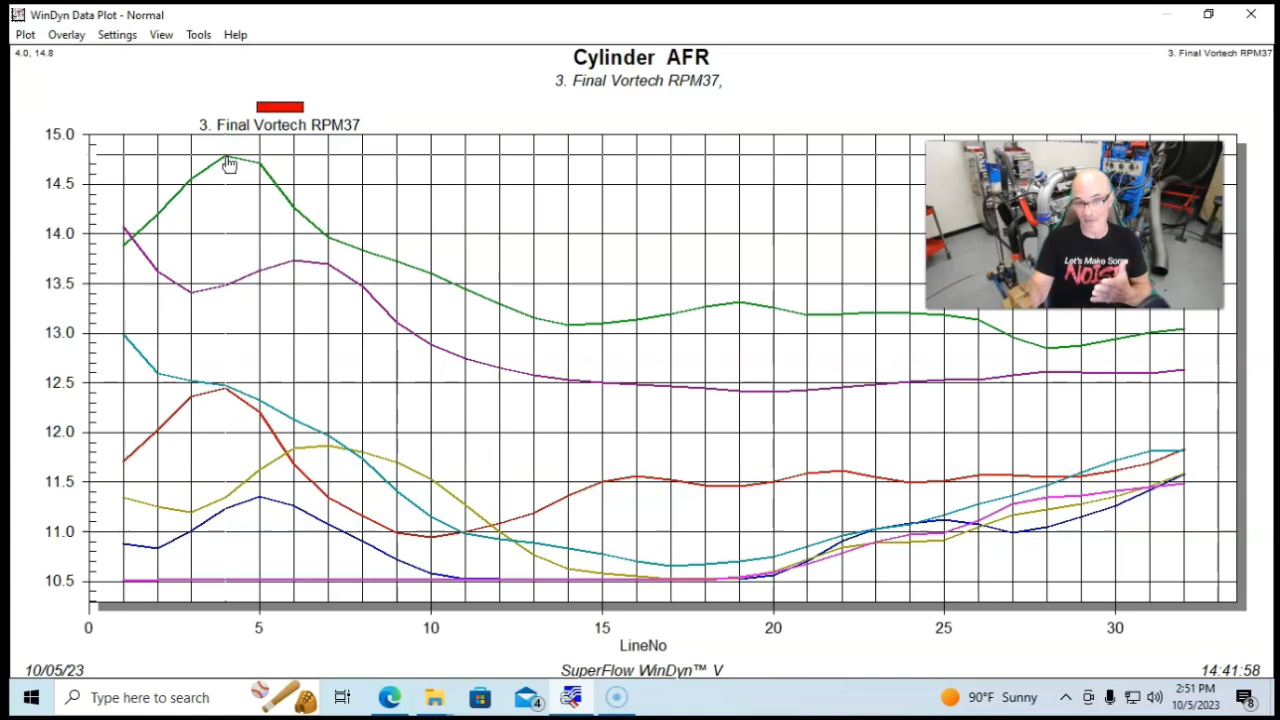 WinDyn Data Plot - Normal
Plot Overlay Settings View Tools Help
4.0, 14.8
Cylinder AFR
3. Final Vortech RPM37
3. Final Vortech RPM37,
3. Final Vortech RPM37
15.0
14.5
14.0
13.5
13.0
12.5
12.0
11.5
11.0
10.5
Let's Make Some
NOISE
0 5 10 15 20 25 30
LineNo
10/05/23
SuperFlow WinDyn™ V
14:41:58
Type here to search
4
90°F Sunny
2:51 PM
10/5/2023
8